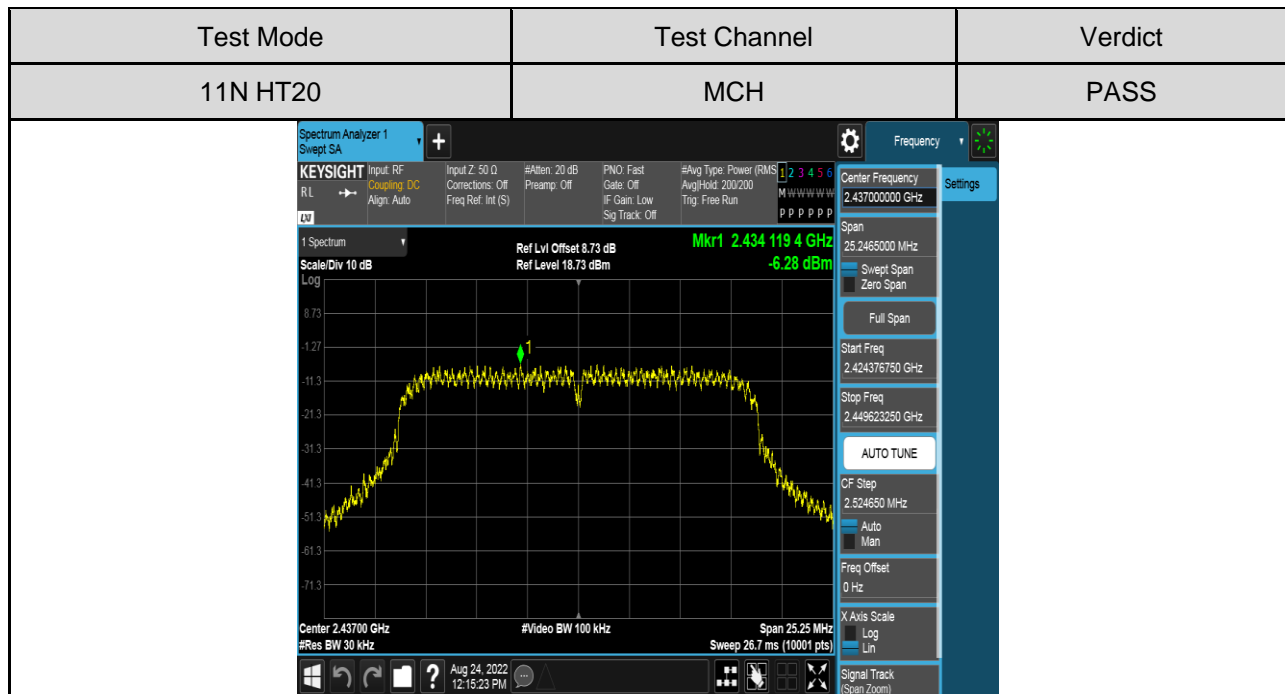 Test Mode Test Channel Verdict
11N HT20 MCH PASS
Spectrum Analyzer 1
Swept SA
+
Frequency
Settings
KEYSIGHT Input: RF Input Z: 50 Ω #Atten: 20 dB PNO: Fast #Avg Type: Power (RMS 1 2 3 4 5 6
RL Coupling: DC Corrections: Off Preamp: Off Gate: Off Avg|Hold: 200/200 M W W W W W
Align: Auto Freq Ref: Int (S) IF Gain: Low Trig: Free Run
LXI Sig Track: Off P P P P P P
1 Spectrum
Scale/Div 10 dB
Ref Lvl Offset 8.73 dB
Ref Level 18.73 dBm
Mkr1 2.434 119 4 GHz
-6.28 dBm
Log
8.73
-1.27
1
-11.3
-21.3
-31.3
-41.3
-51.3
-61.3
-71.3
Center 2.43700 GHz #Video BW 100 kHz Span 25.25 MHz
#Res BW 30 kHz Sweep 26.7 ms (10001 pts)
Center Frequency
2.437000000 GHz
Span
25.2465000 MHz
Swept Span
Zero Span
Full Span
Start Freq
2.424376750 GHz
Stop Freq
2.449623250 GHz
AUTO TUNE
CF Step
2.524650 MHz
Auto
Man
Freq Offset
0 Hz
X Axis Scale
Log
Lin
Signal Track
(Span Zoom)
?
Aug 24, 2022
12:15:23 PM